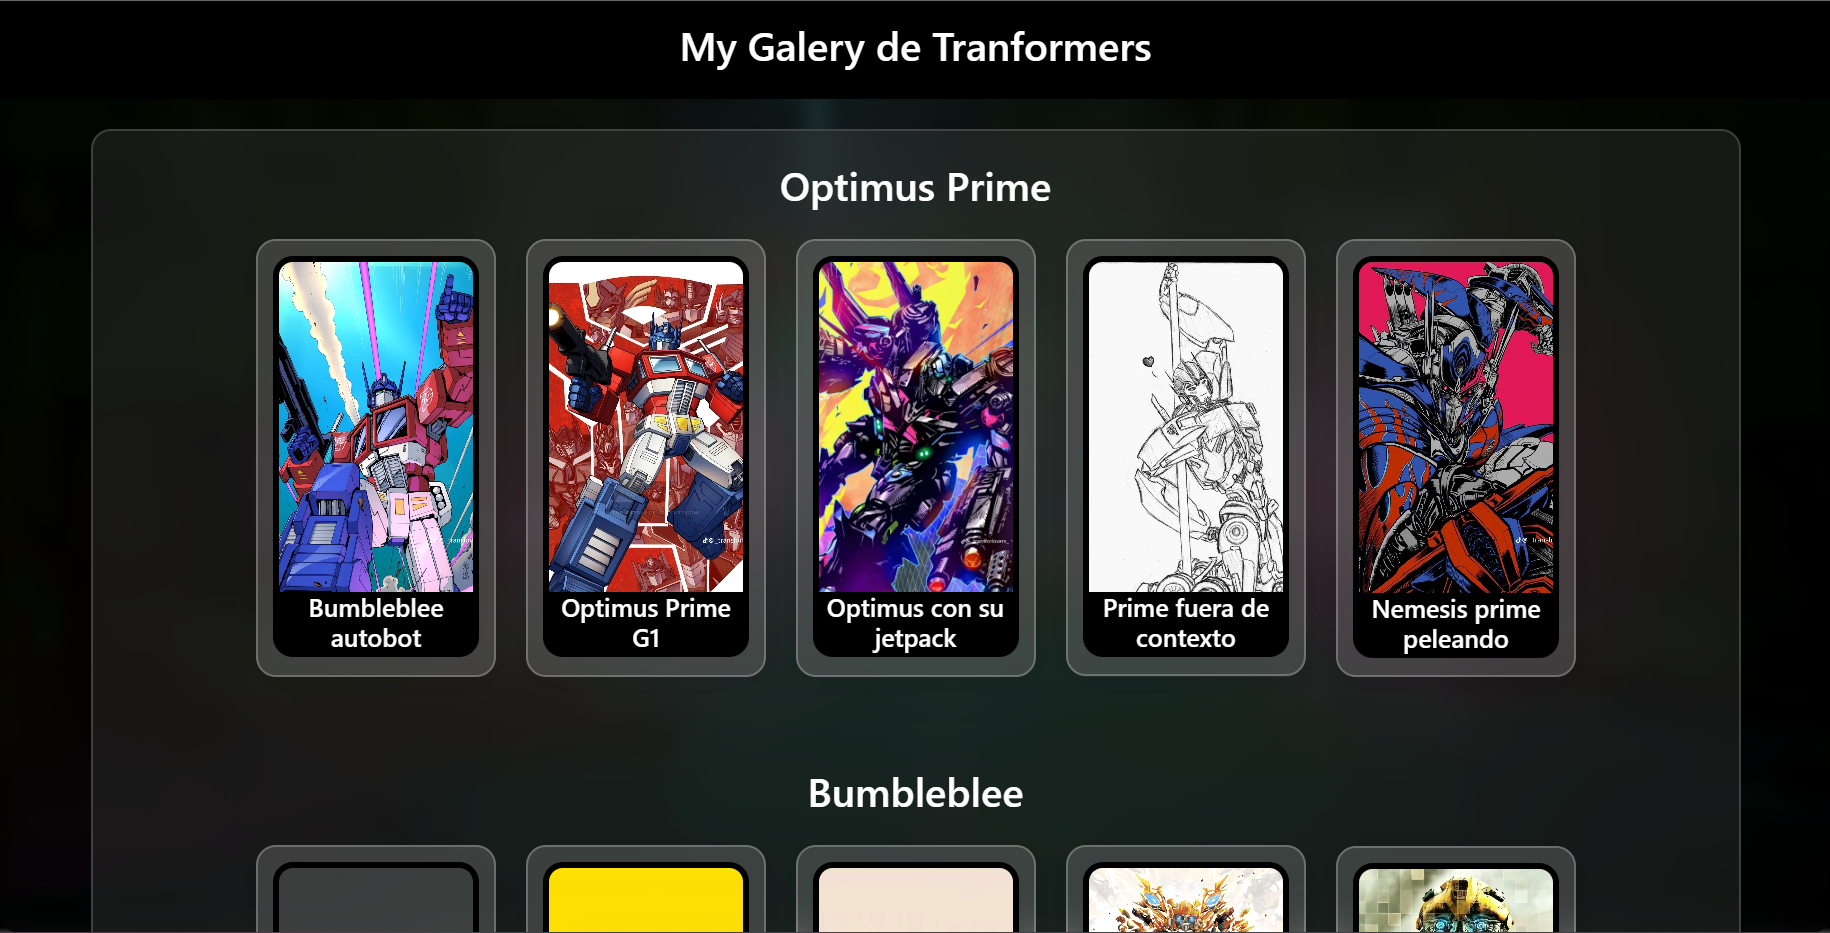 My Galery de Tranformers
Optimus Prime
Bumbleblee
autobot
Optimus Prime
G1
Optimus con su
jetpack
Prime fuera de
contexto
Nemesis prime
peleando
Bumbleblee